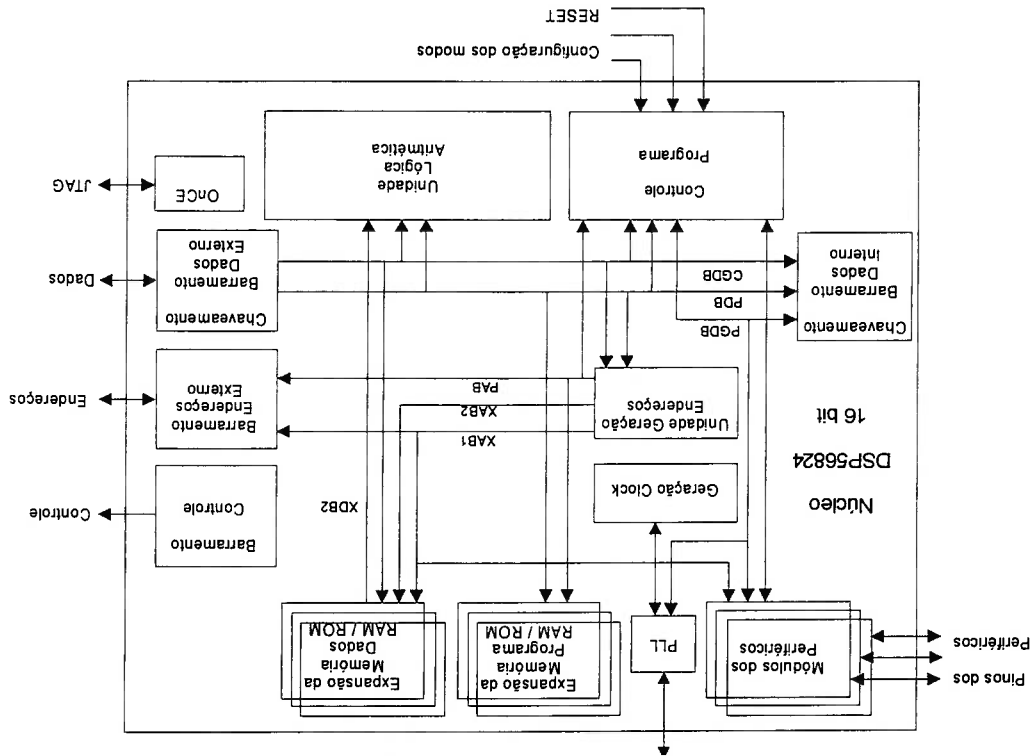 Expansão da
Memória
Dados
RAM / ROM
Expansão da
Memória
Programa
RAM / ROM
PLL
Módulos dos
Periféricos
Pinos dos
Periféricos
Controle
Barramento
Controle
XDB2
Geração Clock
Núcleo
DSP56824
16 bit
Endereços
Barramento
Endereços
Externo
XAB1
XAB2
PAB
Unidade Geração
Endereços
Dados
Chaveamento
Barramento
Dados
Externo
PGDB
PDB
CGDB
Chaveamento
Barramento
Dados
Interno
JTAG
OnCE
Unidade
Lógica
Aritmética
Controle
Programa
Configuração dos modos
RESET